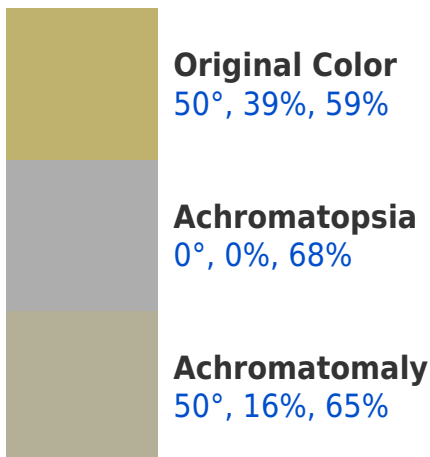 Original Color
50°, 39%, 59%
Achromatopsia
0°, 0%, 68%
Achromatomaly
50°, 16%, 65%